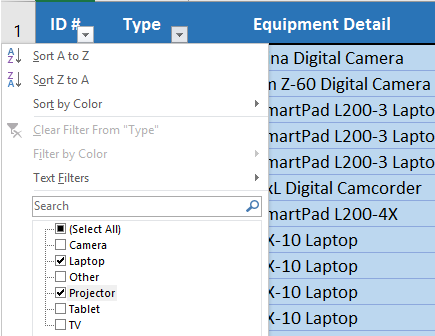 1 ID # Type Equipment Detail
na Digital Camera
Z-60 Digital Camera
martPad L200-3 Lapto
martPad L200-3 Lapto
martPad L200-3 Lapto
L Digital Camcorder
martPad L200-4X
X-10 Laptop
X-10 Laptop
X-10 Laptop
X-10 Laptop
Sort A to Z
Sort Z to A
Sort by Color
Clear Filter From "Type"
Filter by Color
Text Filters
Search
(Select All)
Camera
Laptop
Other
Projector
Tablet
TV